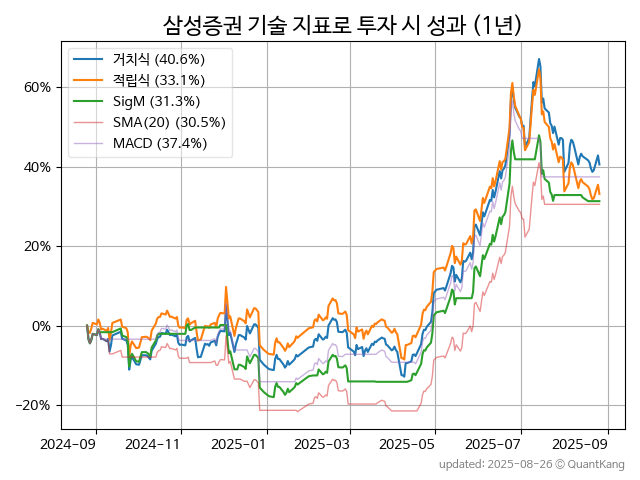 삼성증권 기술 지표로 투자 시 성과 (1년)
거치식 (40.6%)
적립식 (33.1%)
SigM (31.3%)
SMA(20) (30.5%)
MACD (37.4%)
60%
40%
20%
0%
−20%
2024-09 2024-11 2025-01 2025-03 2025-05 2025-07 2025-09
updated: 2025-08-26 © QuantKang